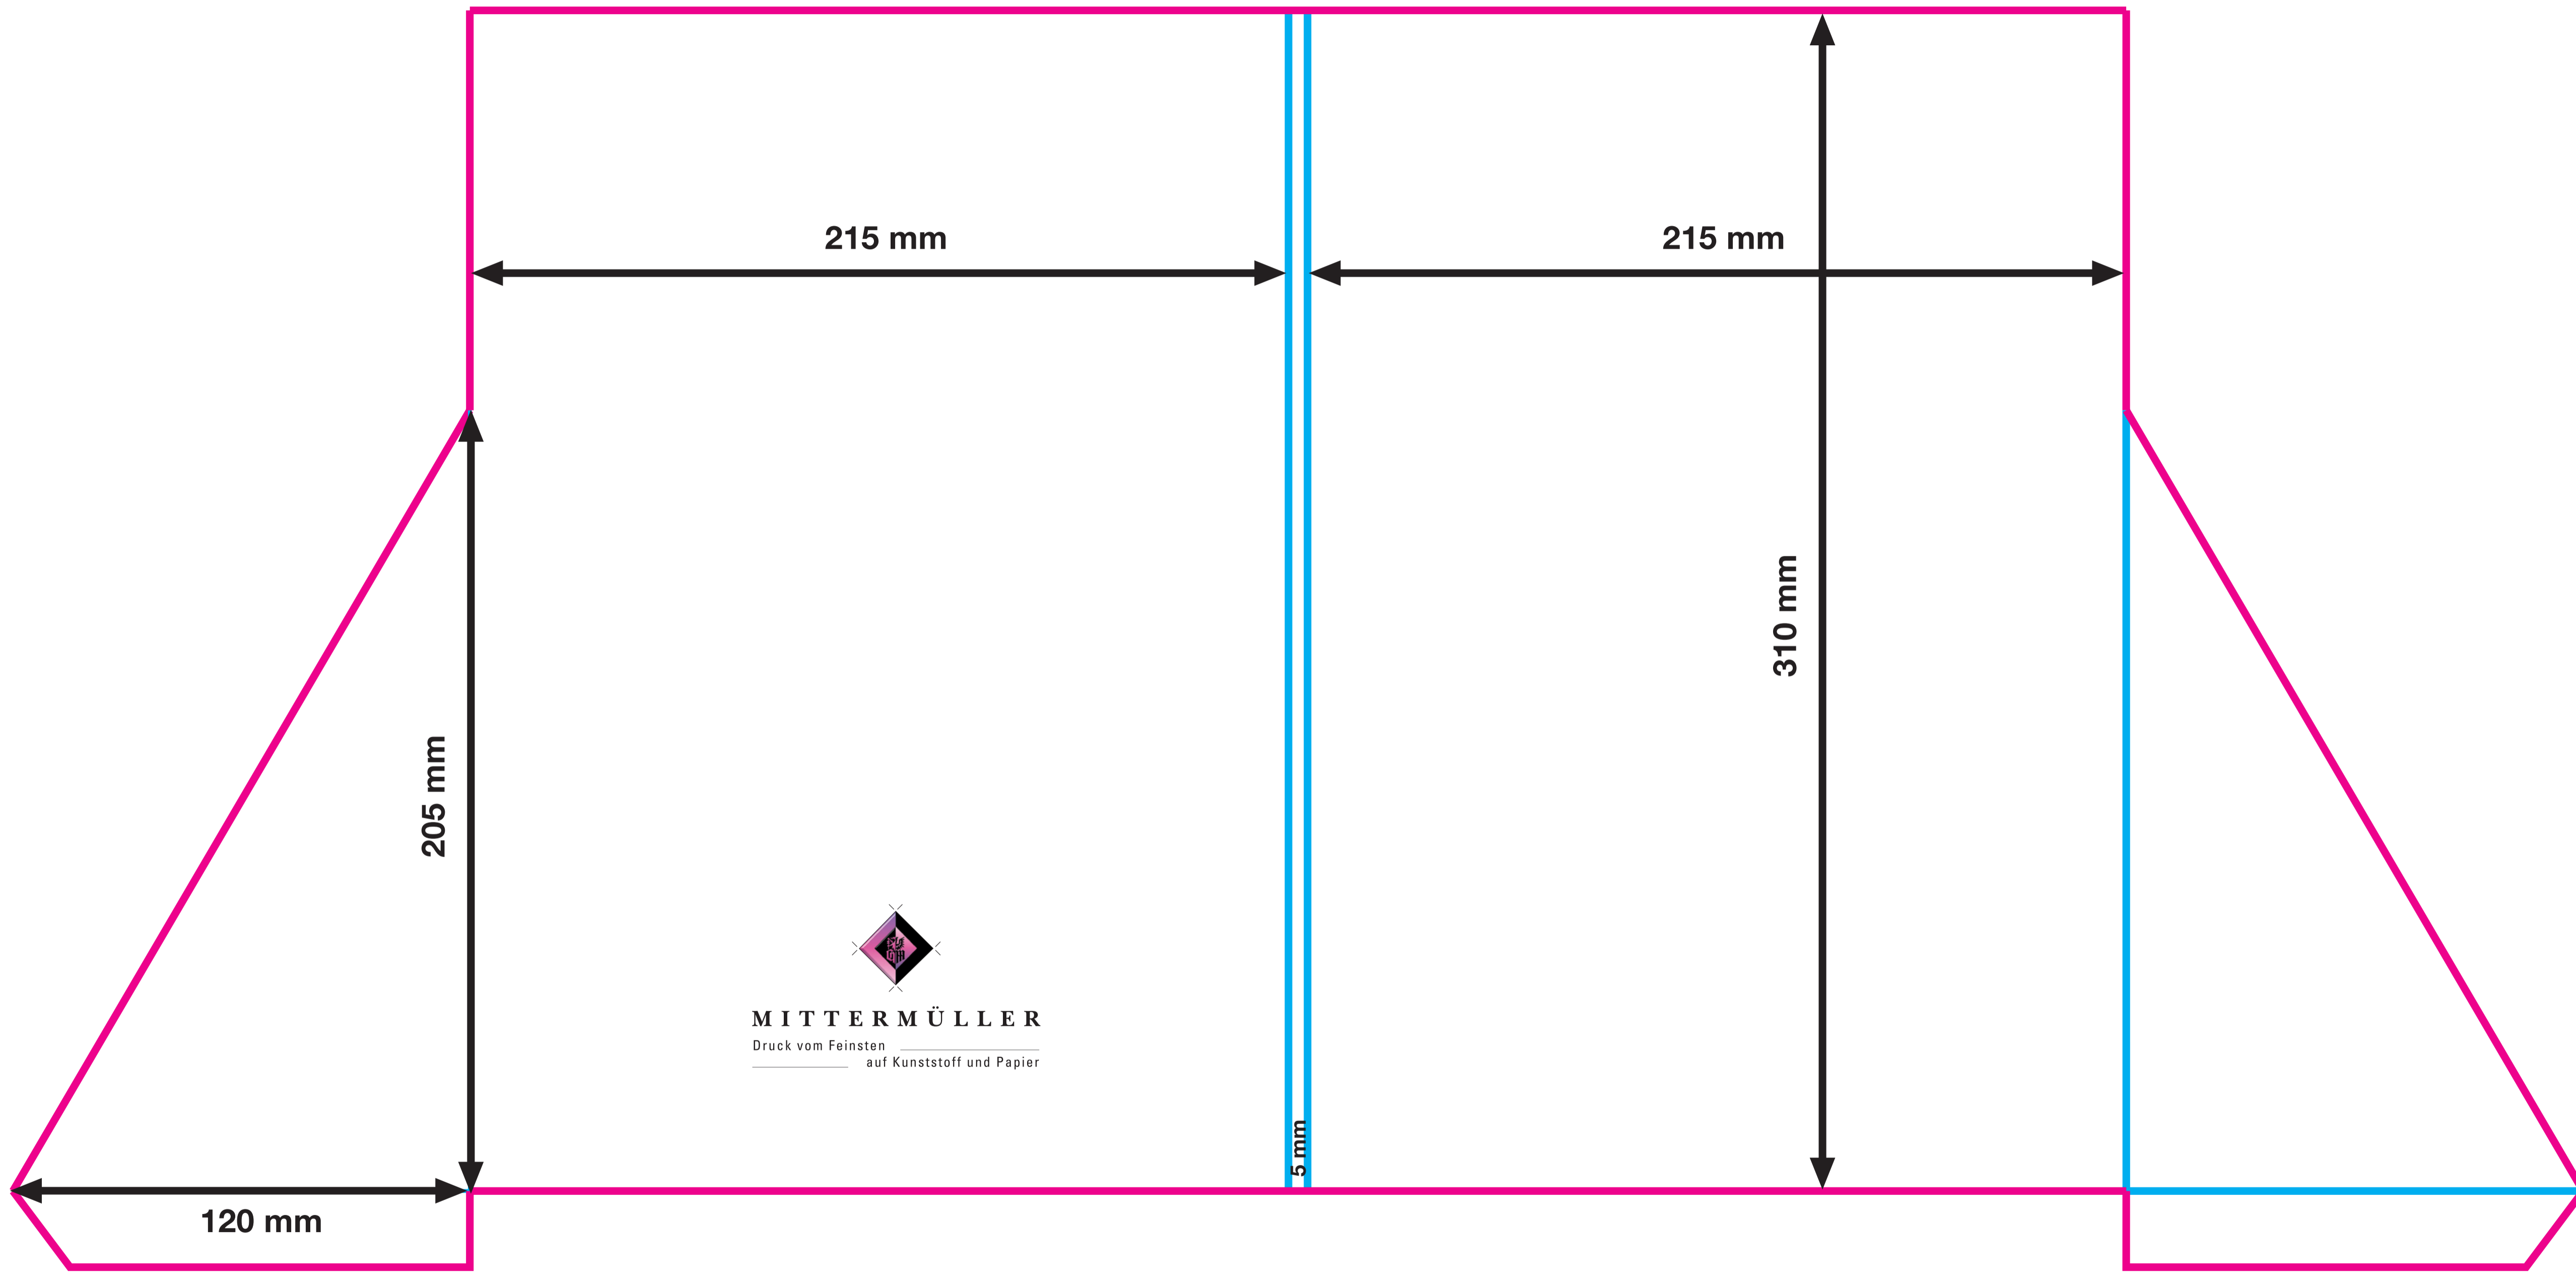 215 mm
215 mm
310 mm
205 mm
MITTERMÜLLER
Druck vom Feinsten
auf Kunststoff und Papier
5 mm
120 mm